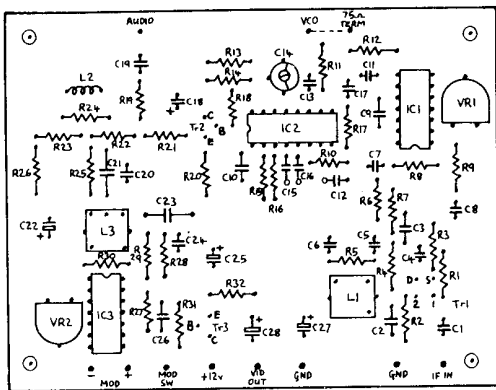 AUDIO VCO 75Ω TERM
R12
C19 R13 C14 R11 C11
L2 R14 C13 C17 IC1 VR1
R24 R19 C18 R18 C9
Tr2 C B E IC2 R17
R23 R22 R21 R10 C7 R8 R9
R26 R25 C21 C20 R20 C10 R15 R16 C15 C16 C12 R6 R7
C22 + L3 C23 C3 R3 C8
R30 R29 R28 C24 C25 + C6 R5 C5 R4 C4 R1
D S
VR2 IC3 R27 C26 R31 R32 L1 C2 R2 2 1 Tr1 C1
B E Tr3 C C28 + C27 +
− MOD + MOD SW +12V VID OUT GND GND IF IN